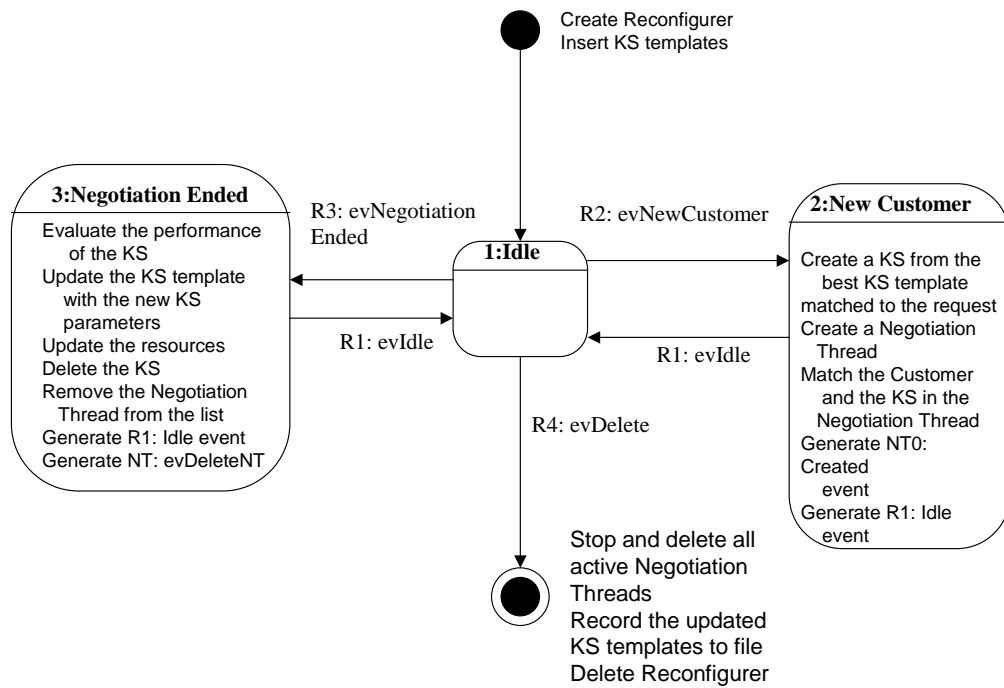 Create Reconfigurer
Insert KS templates
3:Negotiation Ended
Evaluate the performance
of the KS
Update the KS template
with the new KS
parameters
Update the resources
Delete the KS
Remove the Negotiation
Thread from the list
Generate R1: Idle event
Generate NT: evDeleteNT
R3: evNegotiation
Ended
R1: evIdle
1:Idle
R2: evNewCustomer
R1: evIdle
2:New Customer
Create a KS from the
best KS template
matched to the request
Create a Negotiation
Thread
Match the Customer
and the KS in the
Negotiation Thread
Generate NT0:
Created
event
Generate R1: Idle
event
R4: evDelete
Stop and delete all
active Negotiation
Threads
Record the updated
KS templates to file
Delete Reconfigurer